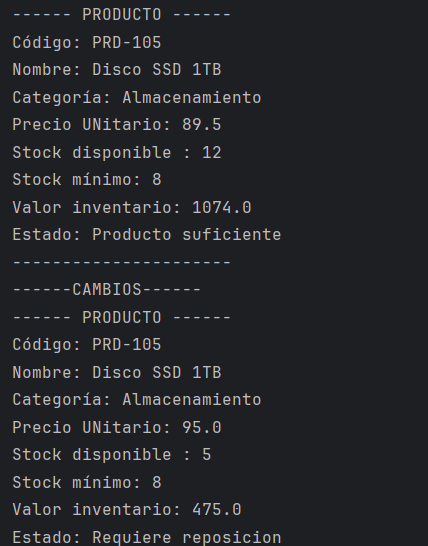 ------ PRODUCTO ------
Código: PRD-105
Nombre: Disco SSD 1TB
Categoría: Almacenamiento
Precio UNitario: 89.5
Stock disponible : 12
Stock mínimo: 8
Valor inventario: 1074.0
Estado: Producto suficiente
----------------------
------CAMBIOS------
------ PRODUCTO ------
Código: PRD-105
Nombre: Disco SSD 1TB
Categoría: Almacenamiento
Precio UNitario: 95.0
Stock disponible : 5
Stock mínimo: 8
Valor inventario: 475.0
Estado: Requiere reposicion